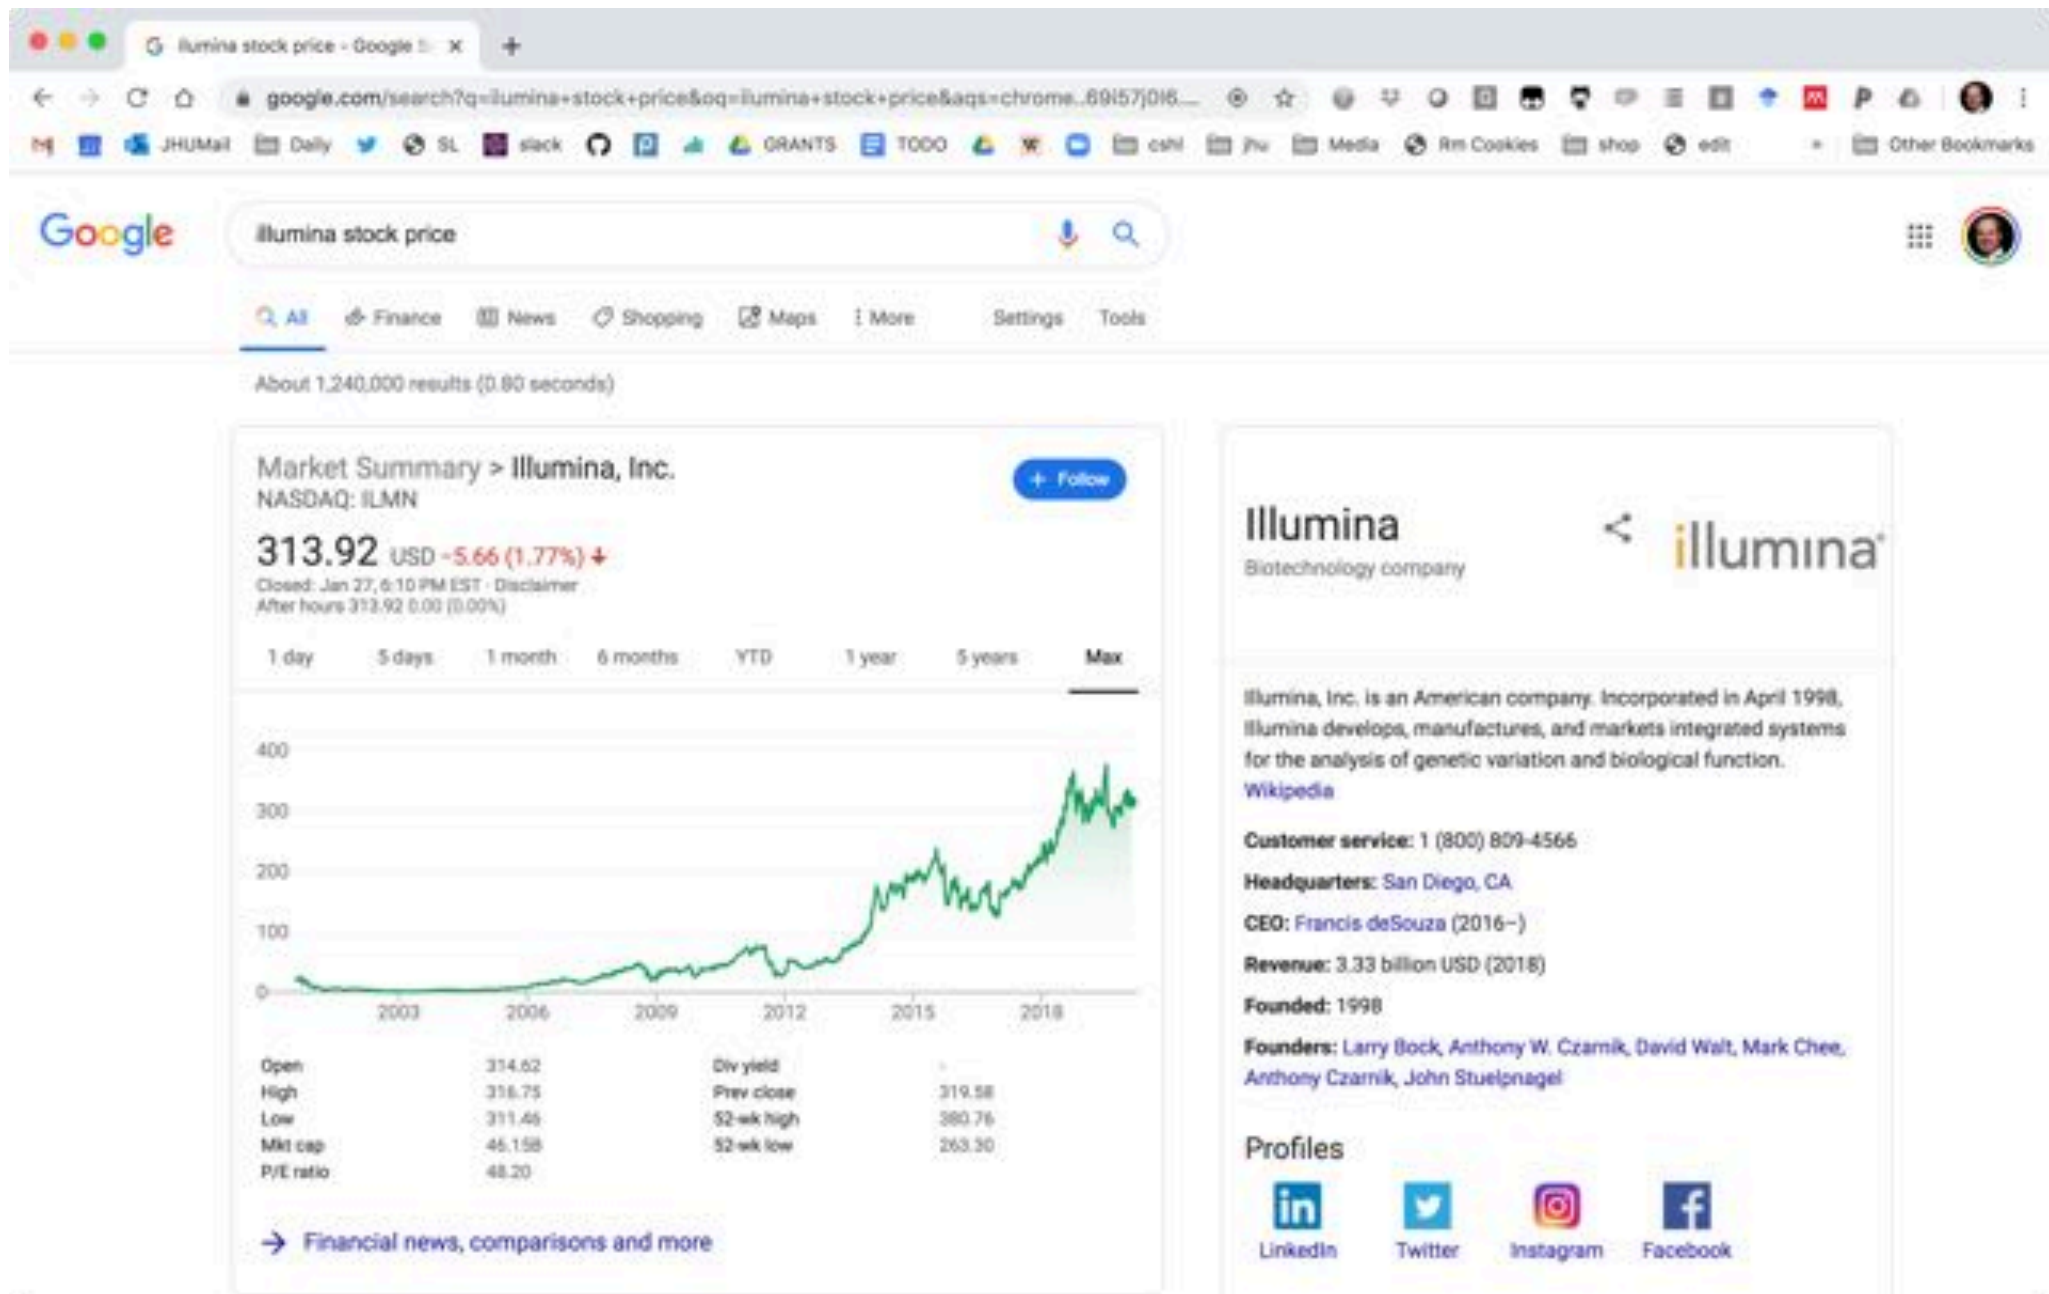 ilumina stock price - Google S
google.com/search?q=ilumina+stock+price&oq=ilumina+stock+price&aqs=chrome..69i57j0l6...
JHUMail Daily SL slack GRANTS TODO cshl jhu Media Rm Cookies shop edit » Other Bookmarks
Google
illumina stock price
All Finance News Shopping Maps More Settings Tools
About 1,240,000 results (0.80 seconds)
Market Summary > Illumina, Inc.
NASDAQ: ILMN
+ Follow
313.92 USD −5.66 (1.77%) ↓
Closed: Jan 27, 6:10 PM EST · Disclaimer
After hours 313.92 0.00 (0.00%)
1 day 5 days 1 month 6 months YTD 1 year 5 years Max
400
300
200
100
0
2003 2006 2009 2012 2015 2018
Open 314.62 Div yield -
High 316.75 Prev close 319.58
Low 311.46 52-wk high 380.76
Mkt cap 46.15B 52-wk low 263.30
P/E ratio 48.20
→ Financial news, comparisons and more
Illumina
Biotechnology company
illumina
Illumina, Inc. is an American company. Incorporated in April 1998,
Illumina develops, manufactures, and markets integrated systems
for the analysis of genetic variation and biological function.
Wikipedia
Customer service: 1 (800) 809-4566
Headquarters: San Diego, CA
CEO: Francis deSouza (2016–)
Revenue: 3.33 billion USD (2018)
Founded: 1998
Founders: Larry Bock, Anthony W. Czarnik, David Walt, Mark Chee,
Anthony Czarnik, John Stuelpnagel
Profiles
LinkedIn Twitter Instagram Facebook